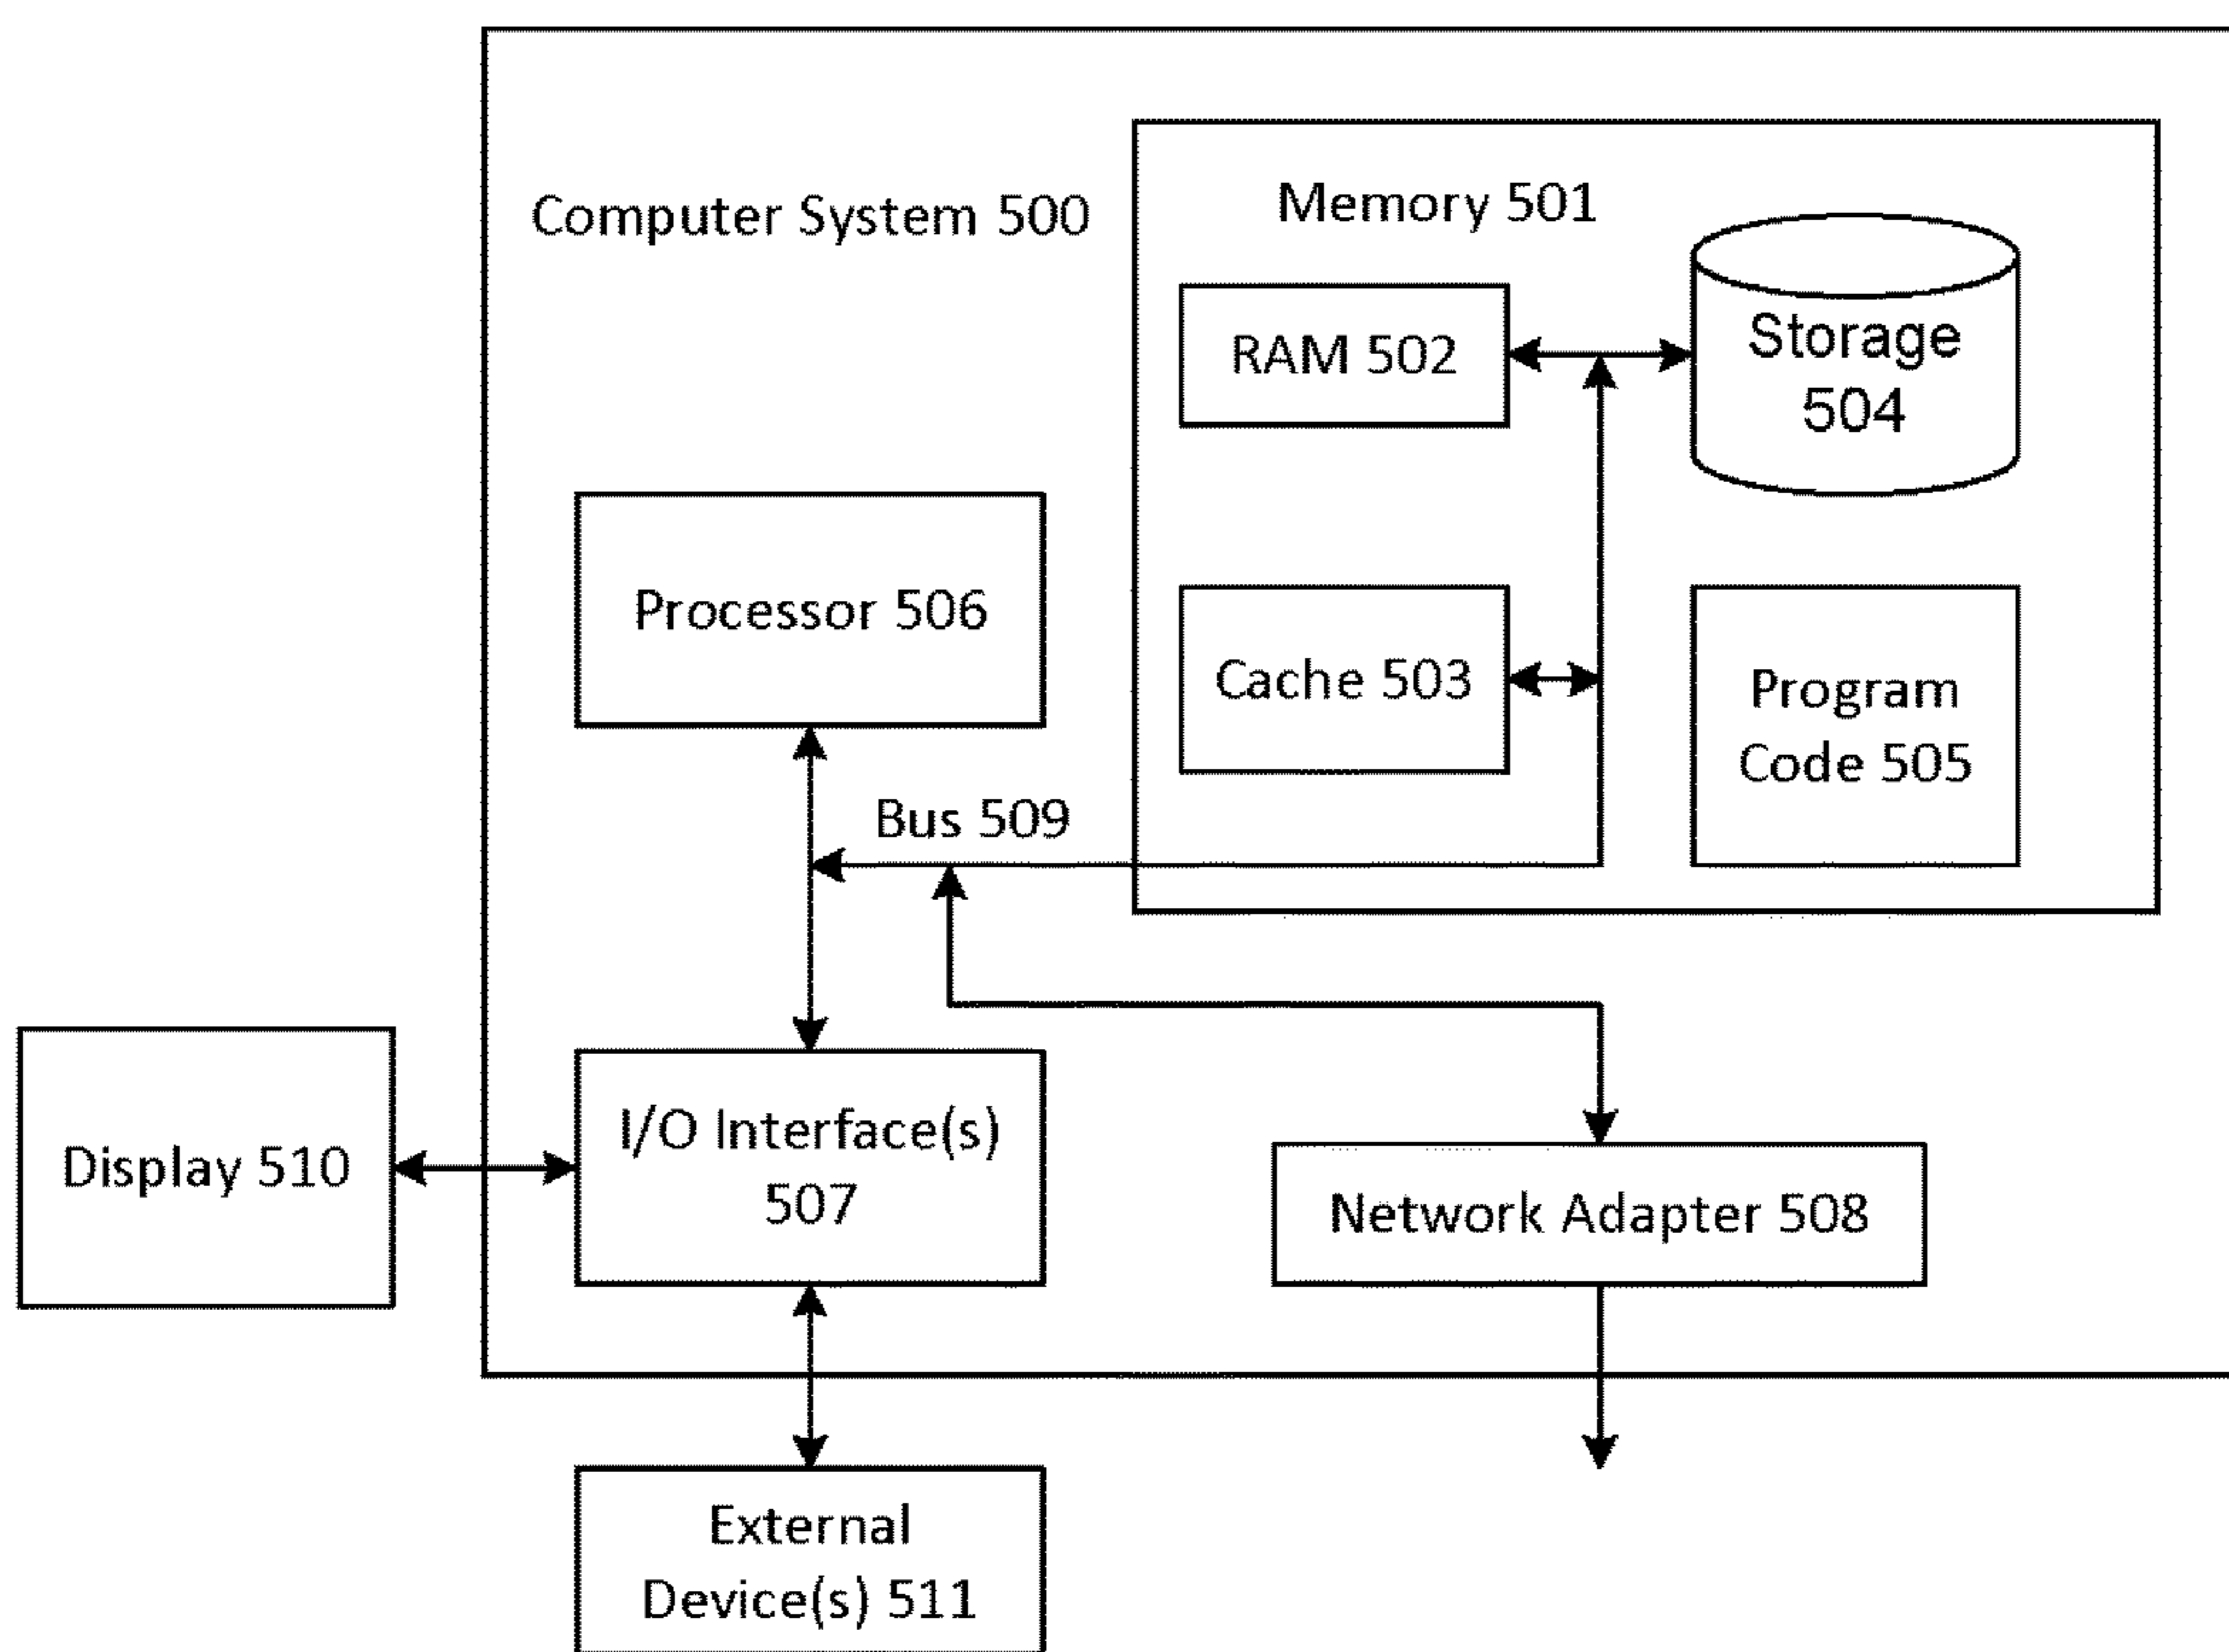 Computer System 500
Memory 501
RAM 502
Storage
504
Processor 506
Cache 503
Program
Code 505
Bus 509
Display 510
I/O Interface(s)
507
Network Adapter 508
External
Device(s) 511